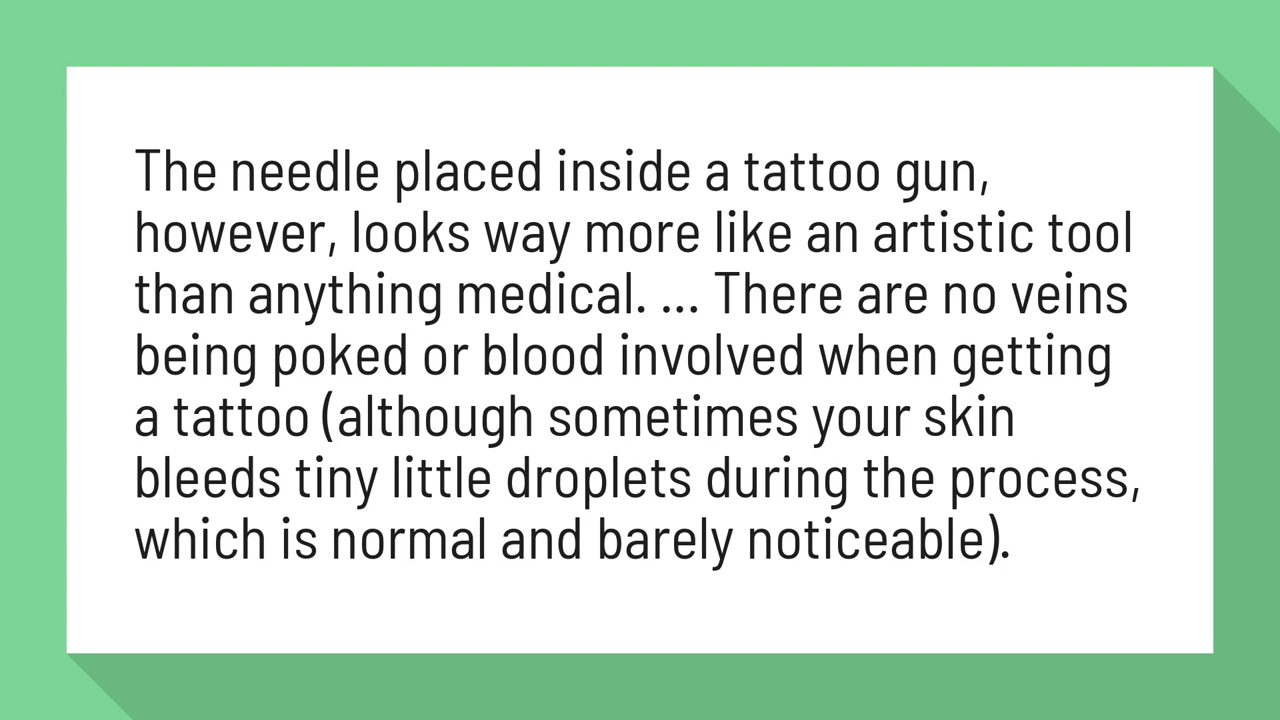 The needle placed inside a tattoo gun,
however, looks way more like an artistic tool
than anything medical. ... There are no veins
being poked or blood involved when getting
a tattoo (although sometimes your skin
bleeds tiny little droplets during the process,
which is normal and barely noticeable).